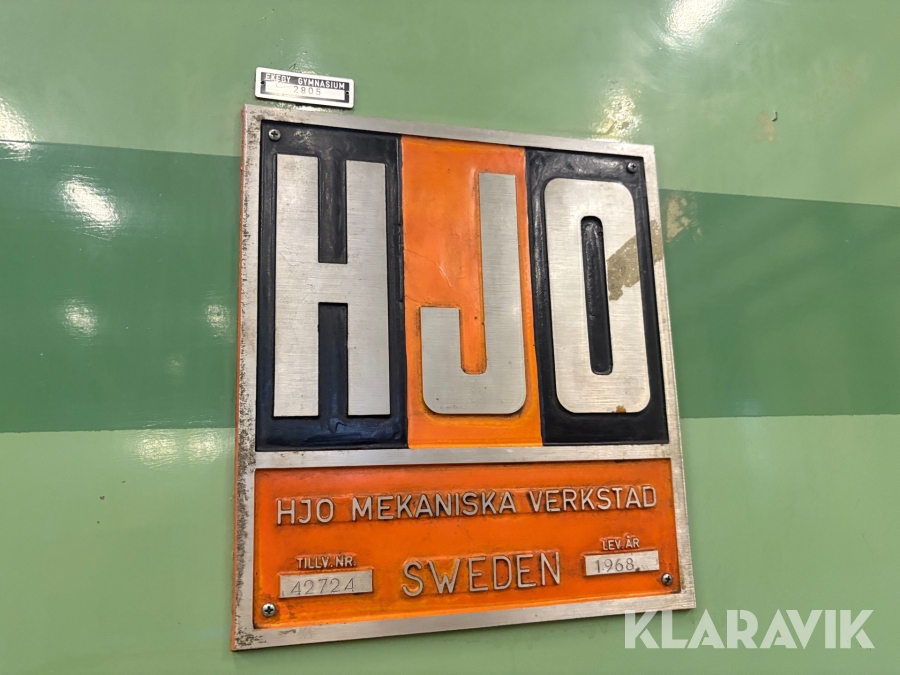 EKEBY GYMNASIUM
2805
HJO
HJO MEKANISKA VERKSTAD
TILLV. NR.
42724
SWEDEN
LEV. ÅR
1968
KLARAVIK